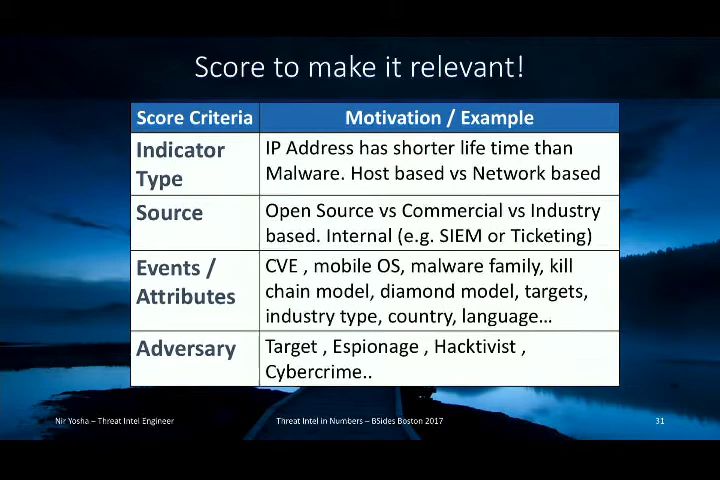 Score to make it relevant!
Score Criteria
Motivation / Example
Indicator
Type
IP Address has shorter life time than
Malware. Host based vs Network based
Source
Open Source vs Commercial vs Industry
based. Internal (e.g. SIEM or Ticketing)
Events /
Attributes
CVE , mobile OS, malware family, kill
chain model, diamond model, targets,
industry type, country, language…
Adversary
Target , Espionage , Hacktivist ,
Cybercrime..
Nir Yosha – Threat Intel Engineer
Threat Intel in Numbers – BSides Boston 2017
31